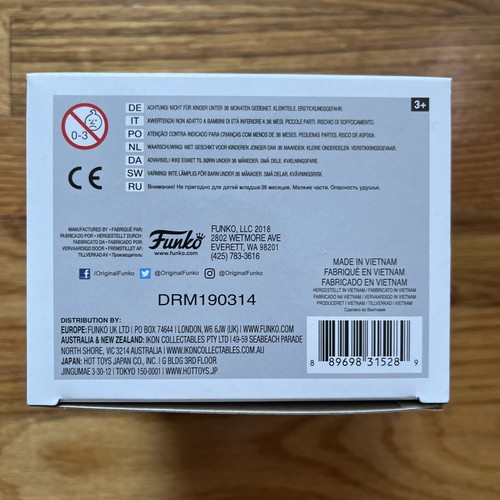 0-3
DE ACHTUNG! NICHT FÜR KINDER UNTER 36 MONATEN GEEIGNET. KLEINTEILE. ERSTICKUNGSGEFAHR.
IT AVVERTENZA! NON ADATTO A BAMBINI DI ETÀ INFERIORE A 36 MESI. PICCOLE PARTI. RISCHIO DI SOFFOCAMENTO.
PO ATENÇÃO! CONTRA-INDICADO PARA CRIANÇAS COM MENOS DE 36 MESES. PEQUENAS PARTES. RISCO DE ASFIXIA.
NL WAARSCHUWING! NIET GESCHIKT VOOR KINDEREN JONGER DAN 36 MAANDEN. KLEINE ONDERDELEN. VERSTIKKINGSGEVAAR.
DA ADVARSEL! IKKE EGNET TIL BØRN UNDER 36 MÅNEDER. SMÅ DELE. KVÆLNINGSFARE.
SW VARNING! INTE LÄMPLIG FÖR BARN UNDER 36 MÅNADER. SMÅ DELAR. KVÄVNINGSRISK.
RU Внимание! Не пригодно для детей младше 36 месяцев. Мелкие части. Опасность удушья.
3+
CE
MANUFACTURED BY • FABRIQUÉ PAR:
FABRICADO POR • HERGESTELLT DURCH:
FABBRICATO DA • FABRICADO POR:
VERVAARDIGD DOOR • FREMSTILLET AF
TILLVERKAD AV
Funko
www.funko.com
FUNKO, LLC 2018
2802 WETMORE AVE
EVERETT, WA 98201
(425) 783-3616
/OriginalFunko @OriginalFunko @OriginalFunko
MADE IN VIETNAM
FABRIQUÉ EN VIETNAM
FABRICADO EN VIETNAM
HERGESTELLT IN VIETNAM / PRODOTTO IN VIETNAM
FABRICADO NA VIETNAM / VERVAARDIGD IN VIETNAM
PRODUCERET I VIETNAM / TILLVERKAD I VIETNAM
Сделано во Вьетнаме
DRM190314
DISTRIBUTION BY:
EUROPE: FUNKO UK LTD | PO BOX 74644 | LONDON, W6 6JW (UK) | WWW.FUNKO.COM
AUSTRALIA & NEW ZEALAND: IKON COLLECTABLES PTY LTD | 49-59 SEABEACH PARADE
NORTH SHORE, VIC 3214 AUSTRALIA | WWW.IKONCOLLECTABLES.COM.AU
JAPAN: HOT TOYS JAPAN CO., INC. | G BLDG 3RD FLOOR
JINGUMAE 3-30-12 | TOKYO 150-0001 | WWW.HOTTOYS.JP
8 89698 31528 9